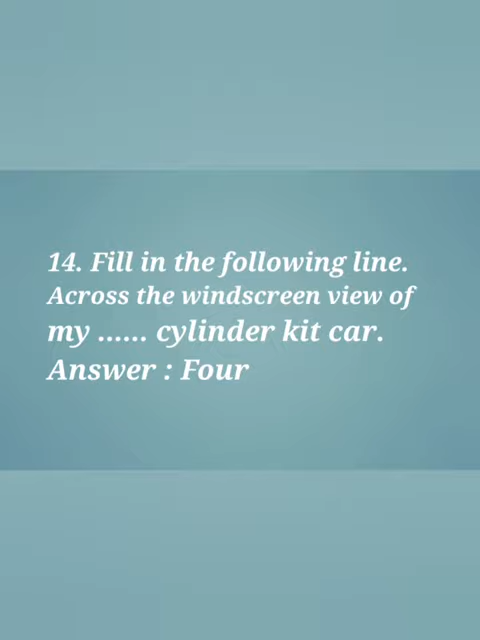 14. Fill in the following line.
Across the windscreen view of
my ...... cylinder kit car.
Answer : Four